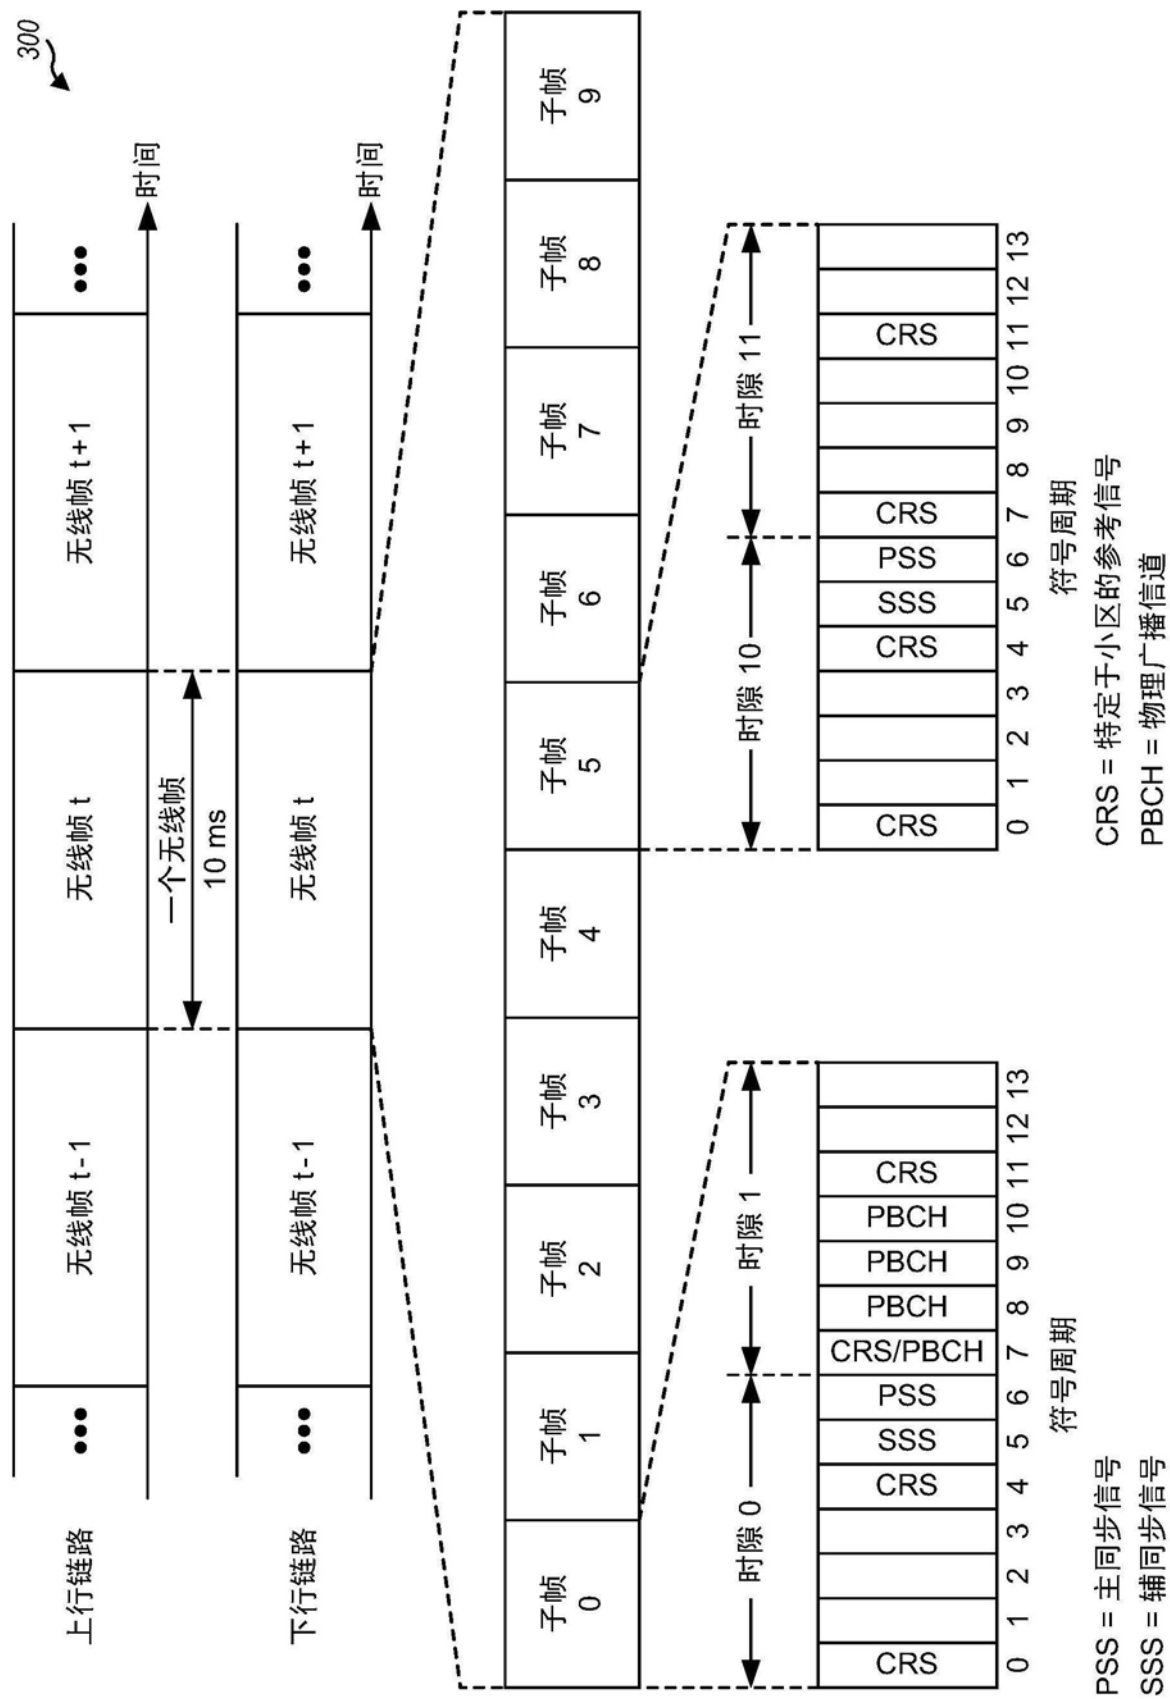 300
上行链路
••• 无线帧 t-1 无线帧 t 无线帧 t+1 •••
时间
一个无线帧
10 ms
下行链路
••• 无线帧 t-1 无线帧 t 无线帧 t+1 •••
时间
子帧 子帧 子帧 子帧 子帧 子帧 子帧 子帧 子帧 子帧
0 1 2 3 4 5 6 7 8 9
时隙 0 时隙 1
CRS CRS SSS PSS CRS/PBCH PBCH PBCH PBCH CRS
0 1 2 3 4 5 6 7 8 9 10 11 12 13
符号周期
时隙 10 时隙 11
CRS CRS SSS PSS CRS CRS
0 1 2 3 4 5 6 7 8 9 10 11 12 13
符号周期
PSS = 主同步信号
SSS = 辅同步信号
CRS = 特定于小区的参考信号
PBCH = 物理广播信道